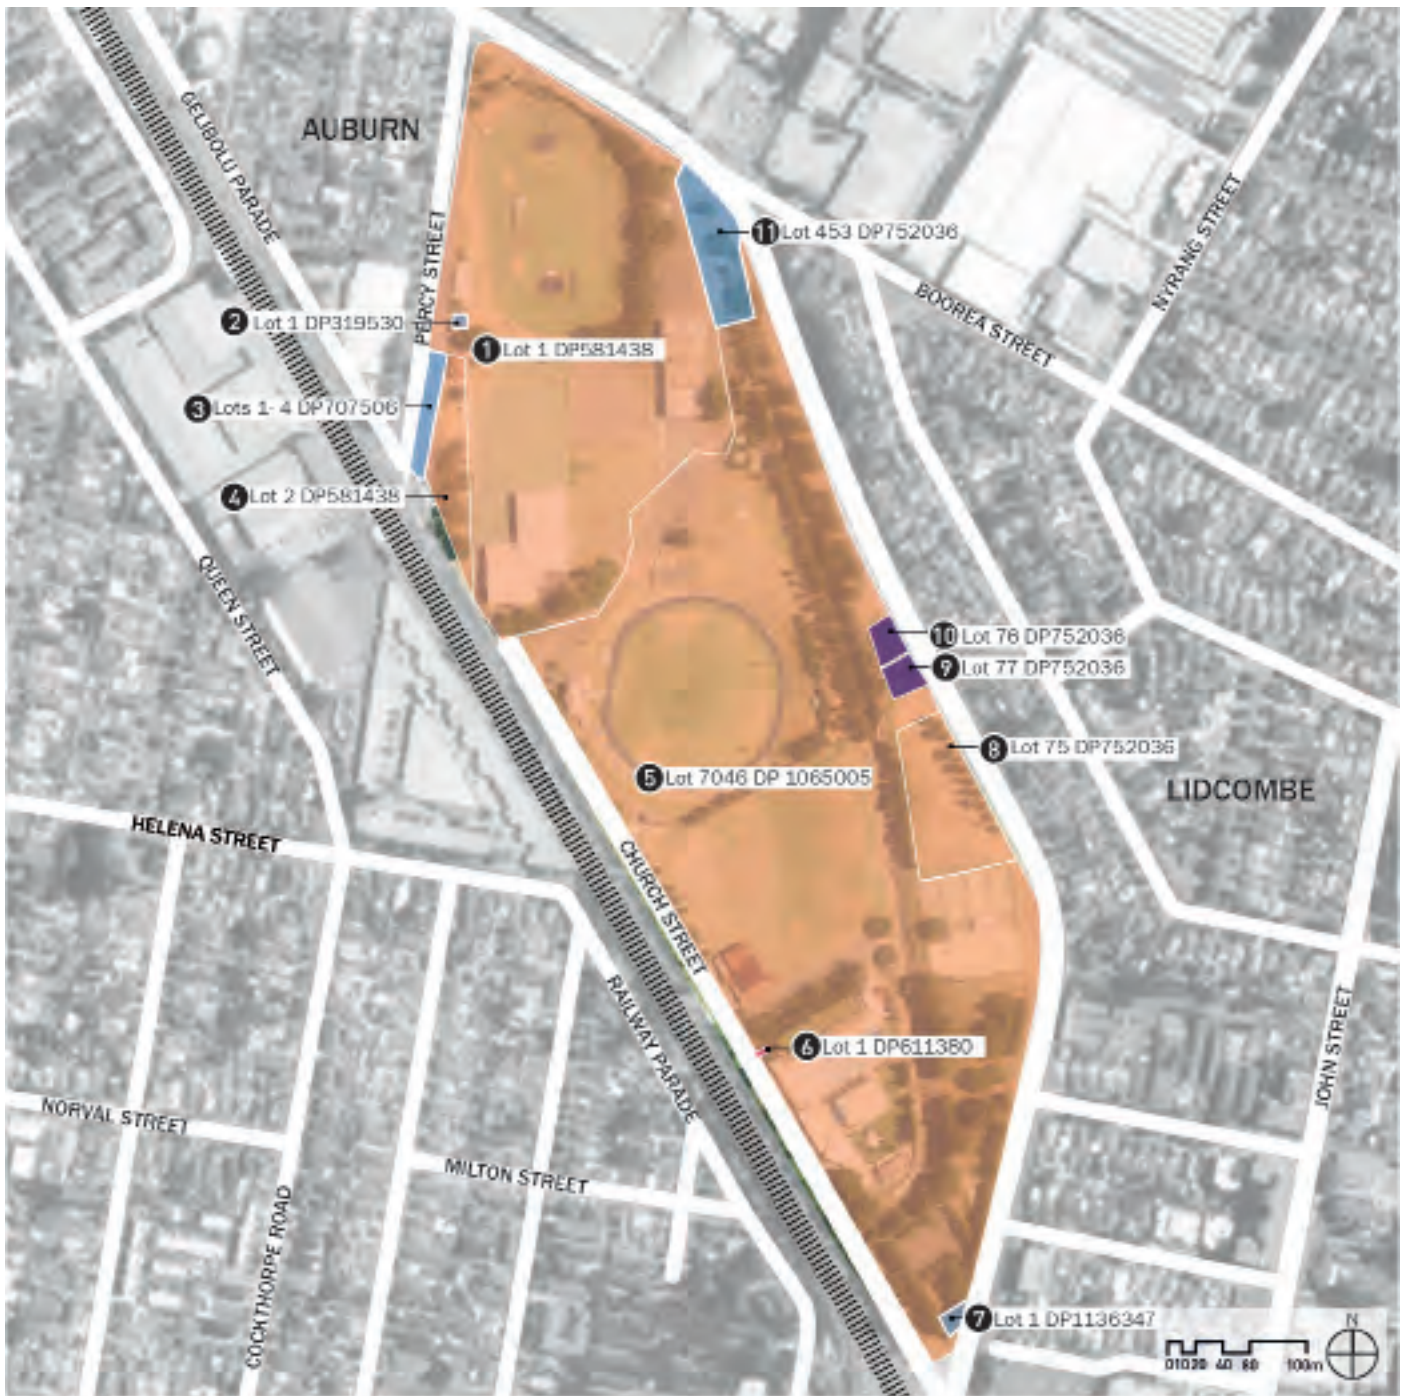 GELIBOLU PARADE
AUBURN
PERCY STREET
11 Lot 453 DP752036
NYRANG STREET
BOOREA STREET
2 Lot 1 DP319530
1 Lot 1 DP581438
3 Lots 1- 4 DP707506
4 Lot 2 DP581438
QUEEN STREET
10 Lot 76 DP752036
9 Lot 77 DP752036
8 Lot 75 DP752036
5 Lot 7046 DP 1065005
LIDCOMBE
HELENA STREET
CHURCH STREET
RAILWAY PARADE
6 Lot 1 DP611380
JOHN STREET
NORVAL STREET
MILTON STREET
COCKTHORPE ROAD
7 Lot 1 DP1136347
N
01020 40 80 100m